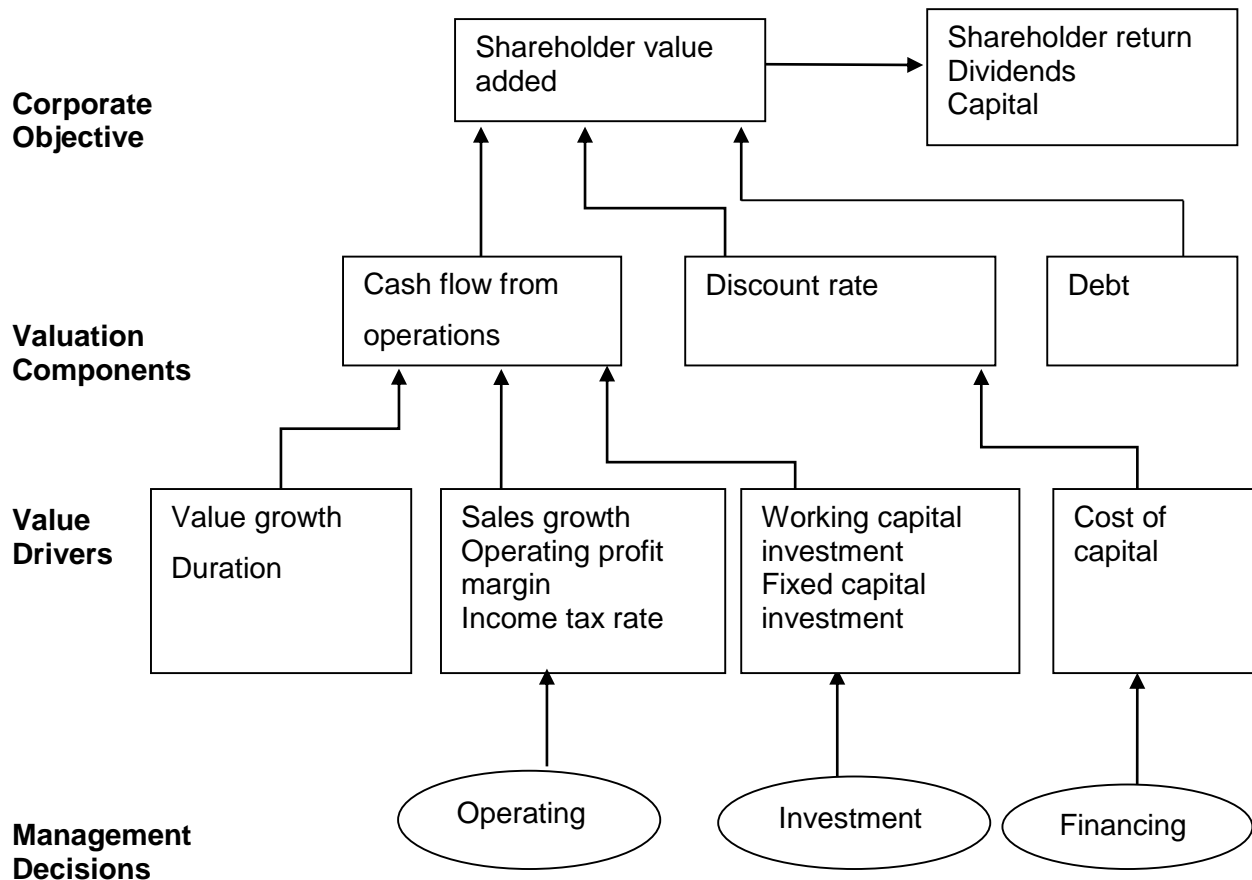 Corporate
Objective
Shareholder value
added
Shareholder return
Dividends
Capital
Valuation
Components
Cash flow from
operations
Discount rate
Debt
Value
Drivers
Value growth
Duration
Sales growth
Operating profit
margin
Income tax rate
Working capital
investment
Fixed capital
investment
Cost of
capital
Management
Decisions
Operating
Investment
Financing